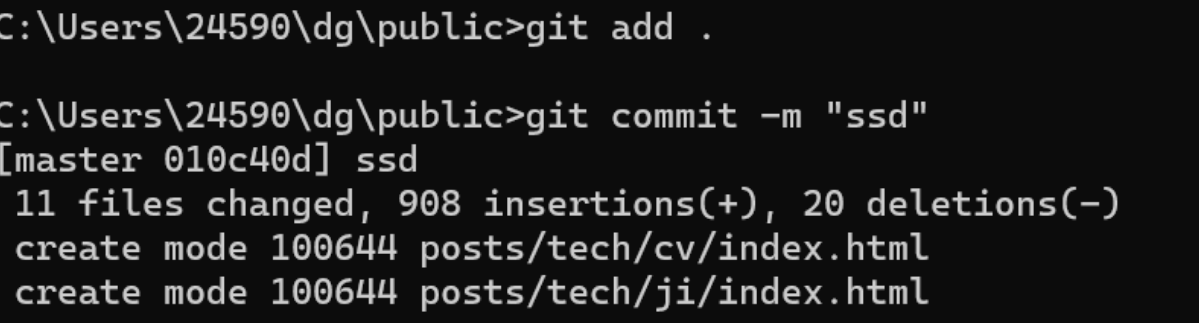 C:\Users\24590\dg\public>git add .
C:\Users\24590\dg\public>git commit -m "ssd"
[master 010c40d] ssd
11 files changed, 908 insertions(+), 20 deletions(-)
create mode 100644 posts/tech/cv/index.html
create mode 100644 posts/tech/ji/index.html